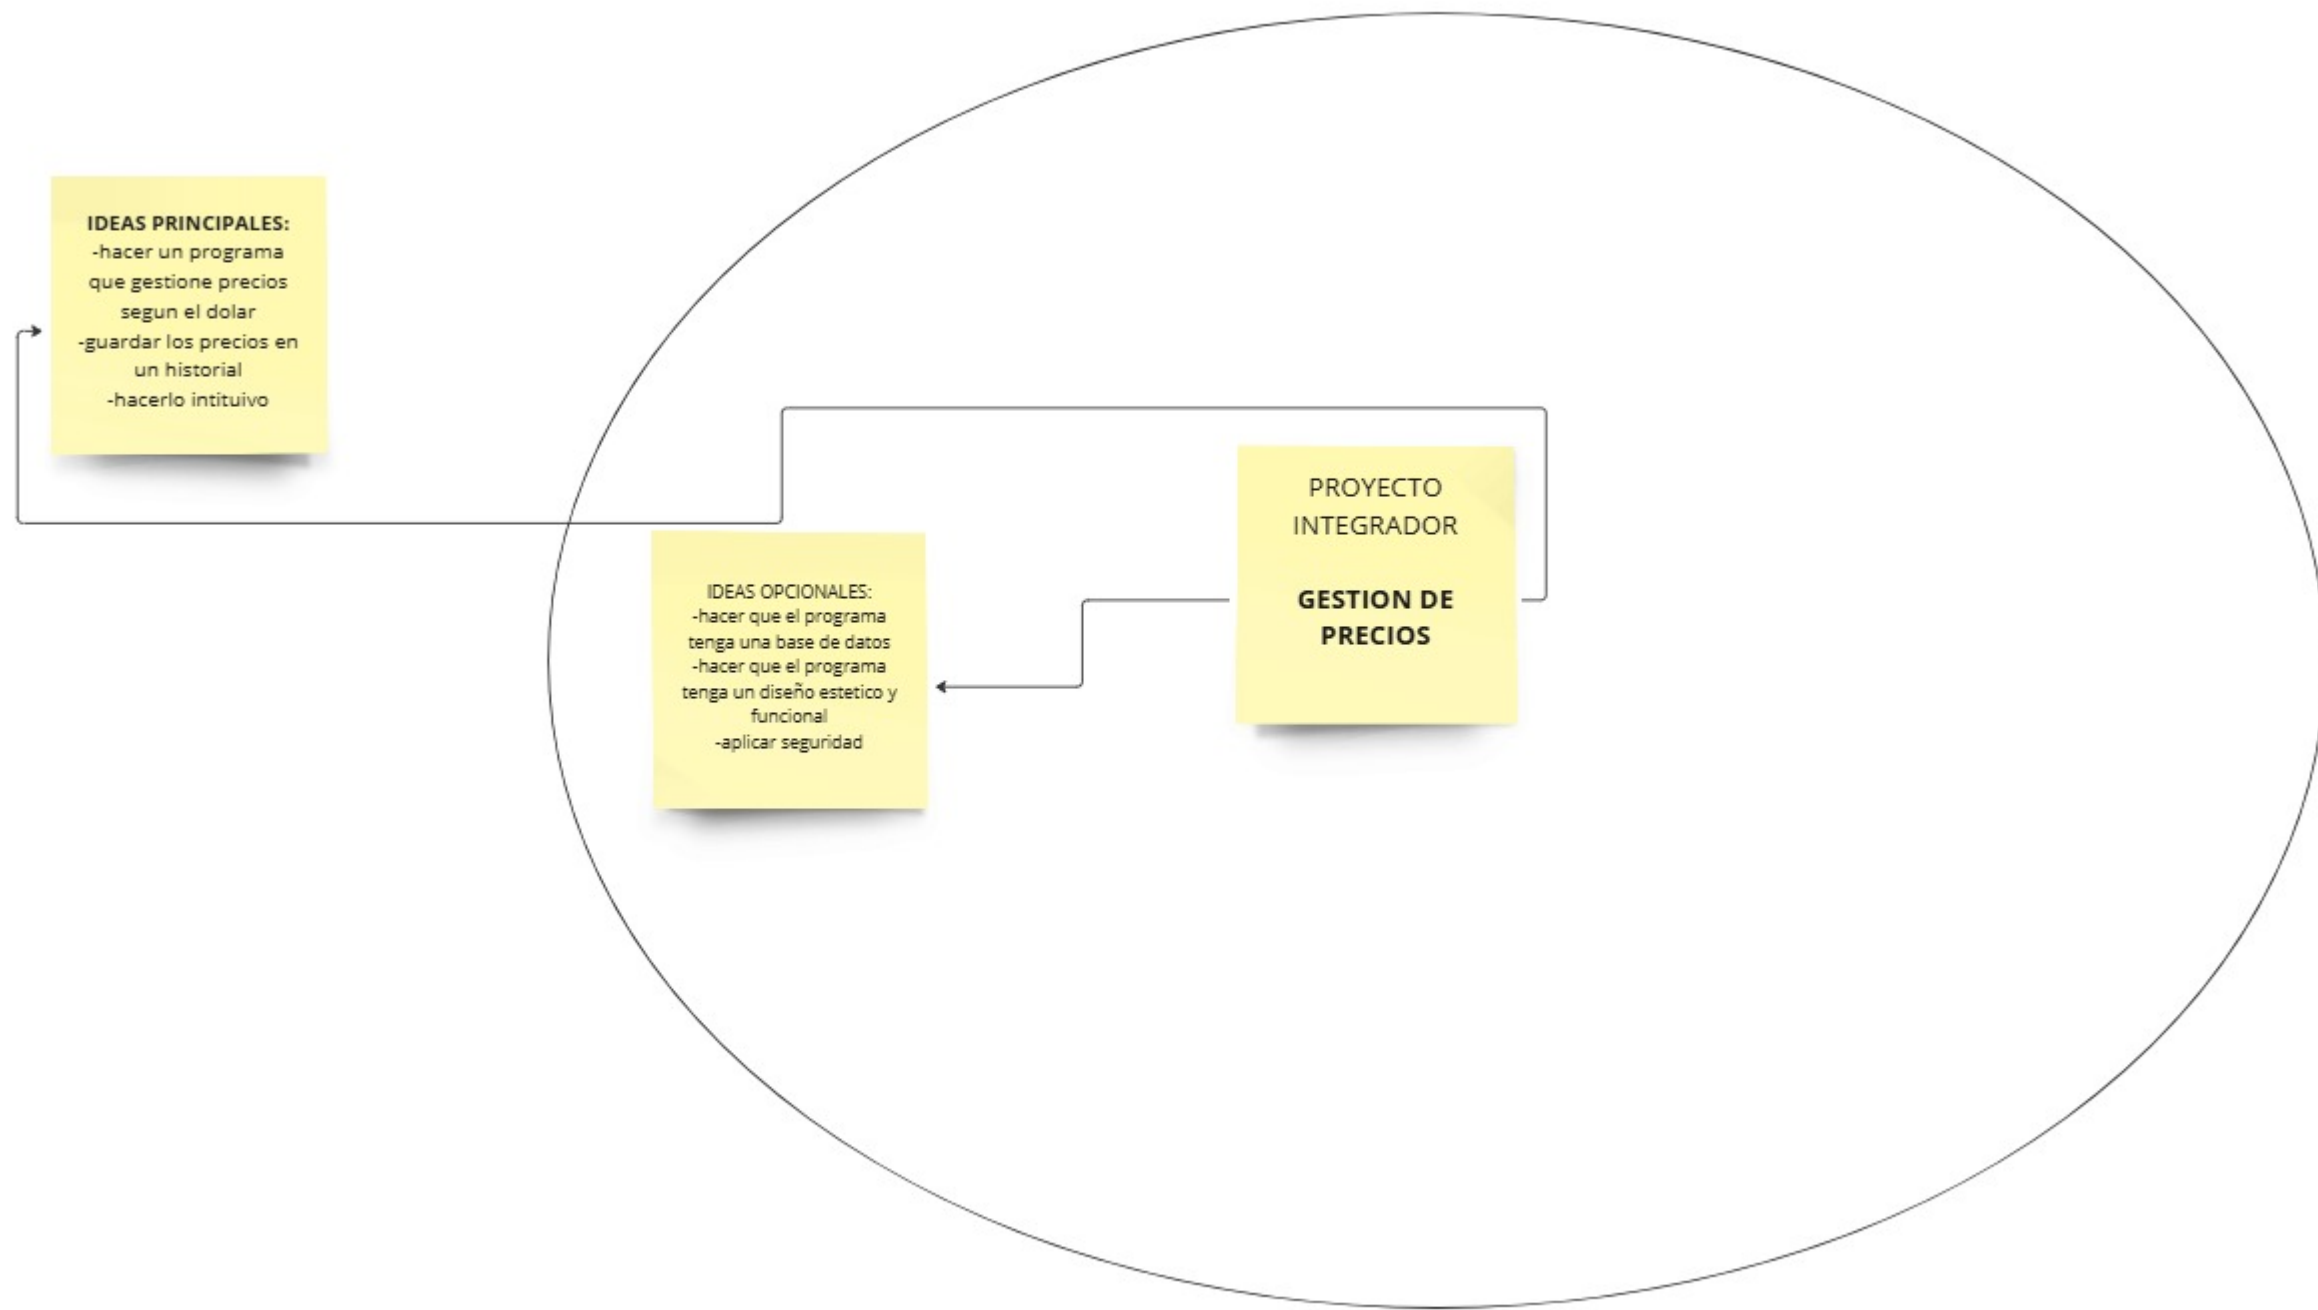 IDEAS PRINCIPALES:
-hacer un programa
que gestione precios
segun el dolar
-guardar los precios en
un historial
-hacerlo intituivo
IDEAS OPCIONALES:
-hacer que el programa
tenga una base de datos
-hacer que el programa
tenga un diseño estetico y
funcional
-aplicar seguridad
PROYECTO
INTEGRADOR
GESTION DE
PRECIOS